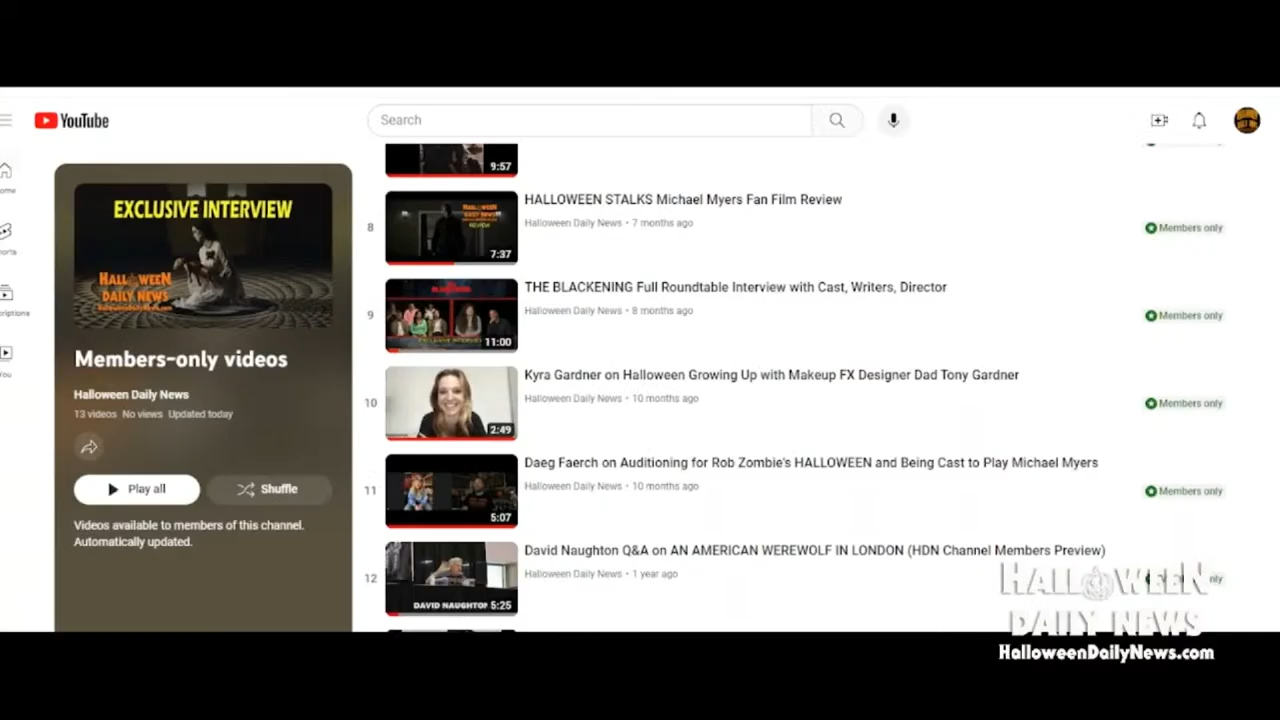 YouTube
Search
ome
orts
criptions
You
EXCLUSIVE INTERVIEW
HALLOWEEN
DAILY NEWS
HalloweenDailyNews.com
Members-only videos
Halloween Daily News
13 videos No views Updated today
Play all
Shuffle
Videos available to members of this channel.
Automatically updated.
9:57
8
HALLOWEEN STALKS Michael Myers Fan Film Review
Halloween Daily News • 7 months ago
7:37
Members only
9
THE BLACKENING Full Roundtable Interview with Cast, Writers, Director
Halloween Daily News • 8 months ago
11:00
Members only
10
Kyra Gardner on Halloween Growing Up with Makeup FX Designer Dad Tony Gardner
Halloween Daily News • 10 months ago
2:49
Members only
11
Daeg Faerch on Auditioning for Rob Zombie's HALLOWEEN and Being Cast to Play Michael Myers
Halloween Daily News • 10 months ago
5:07
Members only
12
David Naughton Q&A on AN AMERICAN WEREWOLF IN LONDON (HDN Channel Members Preview)
Halloween Daily News • 1 year ago
DAVID NAUGHTON 5:25
nly
HALLOWEEN
DAILY NEWS
HalloweenDailyNews.com